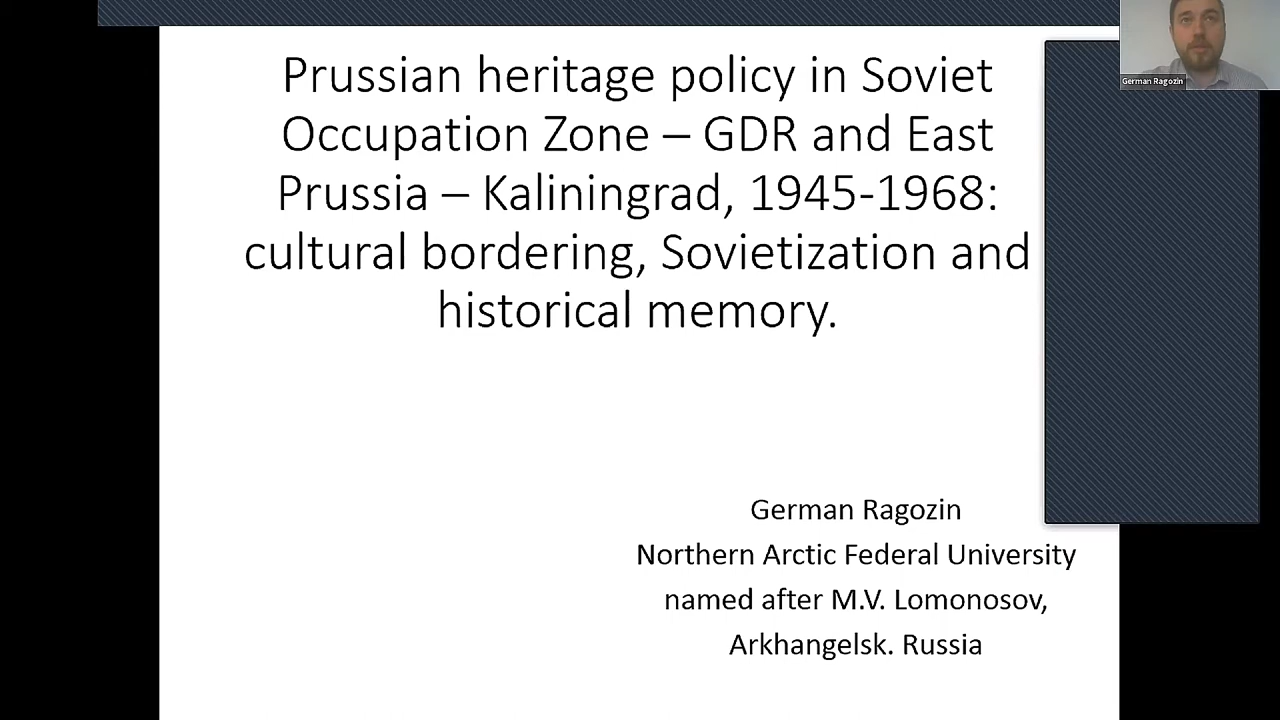 Prussian heritage policy in Soviet
Occupation Zone – GDR and East
Prussia – Kaliningrad, 1945-1968:
cultural bordering, Sovietization and
historical memory.
German Ragozin
Northern Arctic Federal University
named after M.V. Lomonosov,
Arkhangelsk. Russia
German Ragozin